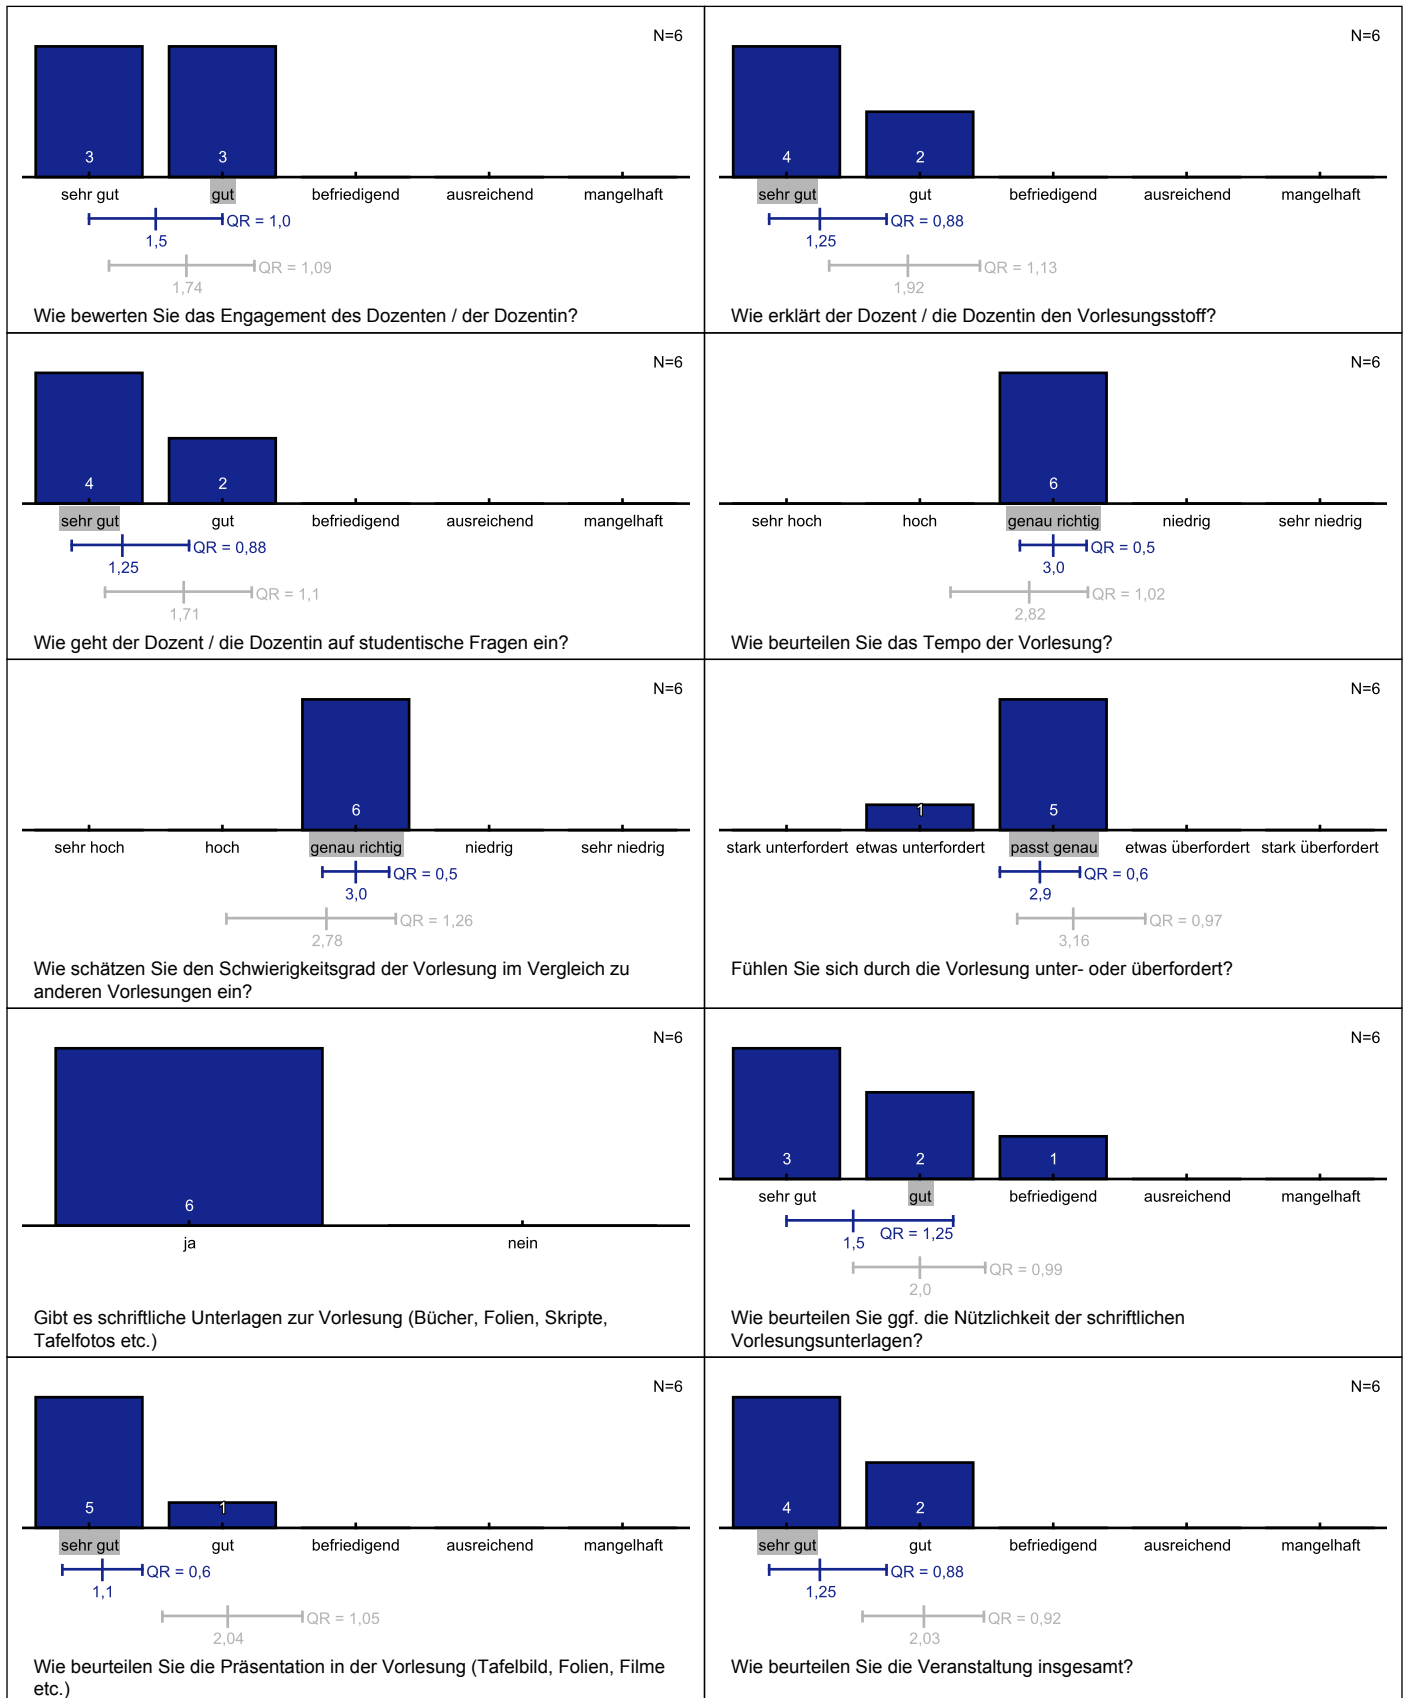 N=6
3 3
sehr gut gut befriedigend ausreichend mangelhaft
QR = 1,0
1,5
QR = 1,09
1,74
Wie bewerten Sie das Engagement des Dozenten / der Dozentin?
N=6
4 2
sehr gut gut befriedigend ausreichend mangelhaft
QR = 0,88
1,25
QR = 1,13
1,92
Wie erklärt der Dozent / die Dozentin den Vorlesungsstoff?
N=6
4 2
sehr gut gut befriedigend ausreichend mangelhaft
QR = 0,88
1,25
QR = 1,1
1,71
Wie geht der Dozent / die Dozentin auf studentische Fragen ein?
N=6
6
sehr hoch hoch genau richtig niedrig sehr niedrig
QR = 0,5
3,0
QR = 1,02
2,82
Wie beurteilen Sie das Tempo der Vorlesung?
N=6
6
sehr hoch hoch genau richtig niedrig sehr niedrig
QR = 0,5
3,0
QR = 1,26
2,78
Wie schätzen Sie den Schwierigkeitsgrad der Vorlesung im Vergleich zu
anderen Vorlesungen ein?
N=6
1 5
stark unterfordert etwas unterfordert passt genau etwas überfordert stark überfordert
QR = 0,6
2,9
QR = 0,97
3,16
Fühlen Sie sich durch die Vorlesung unter- oder überfordert?
N=6
6
ja nein
Gibt es schriftliche Unterlagen zur Vorlesung (Bücher, Folien, Skripte,
Tafelfotos etc.)
N=6
3 2 1
sehr gut gut befriedigend ausreichend mangelhaft
QR = 1,25
1,5
QR = 0,99
2,0
Wie beurteilen Sie ggf. die Nützlichkeit der schriftlichen
Vorlesungsunterlagen?
N=6
5 1
sehr gut gut befriedigend ausreichend mangelhaft
QR = 0,6
1,1
QR = 1,05
2,04
Wie beurteilen Sie die Präsentation in der Vorlesung (Tafelbild, Folien, Filme
etc.)
N=6
4 2
sehr gut gut befriedigend ausreichend mangelhaft
QR = 0,88
1,25
QR = 0,92
2,03
Wie beurteilen Sie die Veranstaltung insgesamt?